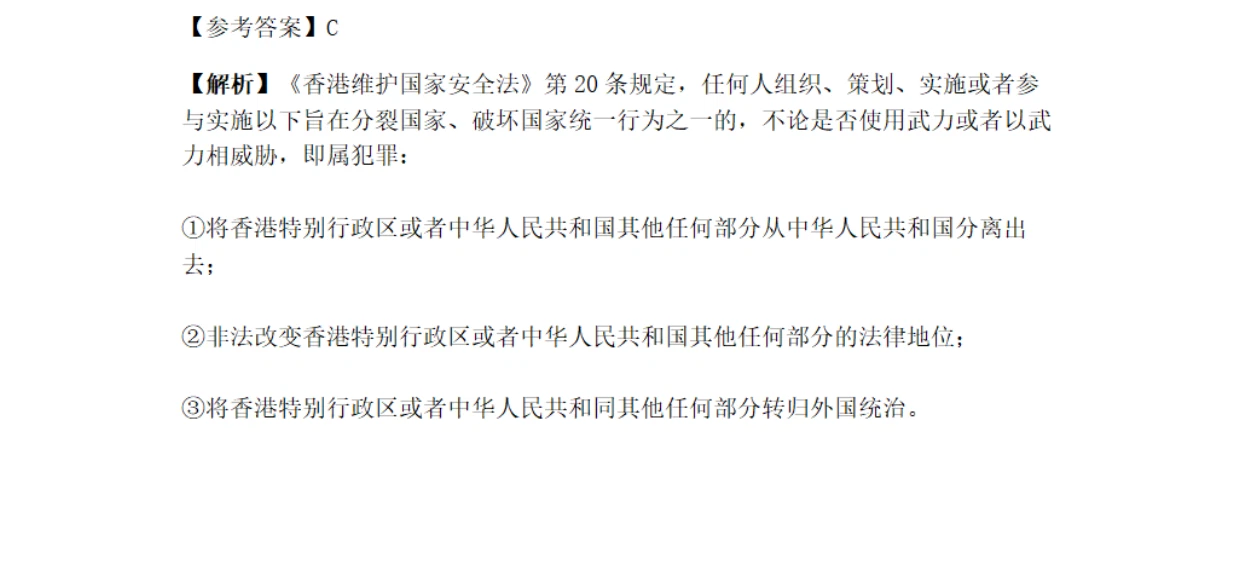 【参考答案】C
【解析】《香港维护国家安全法》第 20 条规定，任何人组织、策划、实施或者参
与实施以下旨在分裂国家、破坏国家统一行为之一的，不论是否使用武力或者以武
力相威胁，即属犯罪：
①将香港特别行政区或者中华人民共和国其他任何部分从中华人民共和国分离出
去；
②非法改变香港特别行政区或者中华人民共和国其他任何部分的法律地位；
③将香港特别行政区或者中华人民共和同其他任何部分转归外国统治。